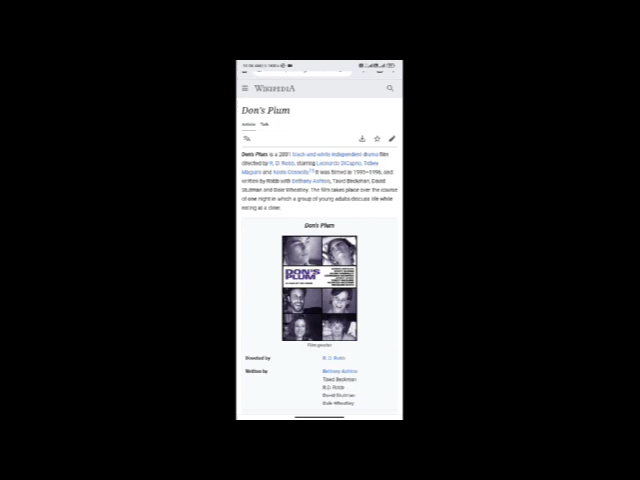 WIKIPEDIA
Don's Plum
Article Talk
Don's Plum is a 2001 black-and-white independent drama film
directed by R. D. Robb, starring Leonardo DiCaprio, Tobey
Maguire and Kevin Connolly.[1] It was filmed in 1995–1996, and
written by Robb with Bethany Ashton, Tawd Beckman, David
Stutman and Dale Wheatley. The film takes place over the course
of one night in which a group of young adults discuss life while
eating at a diner.
Don's Plum
DON'S
PLUM
Film poster
Directed by R. D. Robb
Written by Bethany Ashton
Tawd Beckman
R.D. Robb
David Stutman
Dale Wheatley